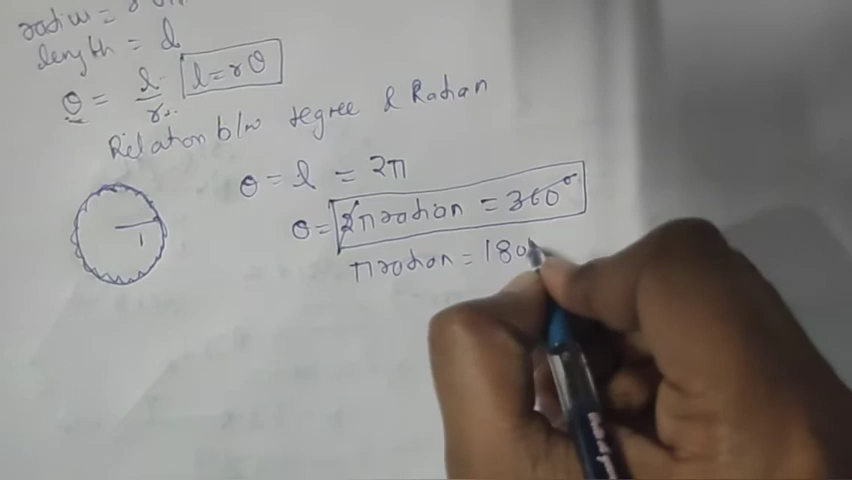 radius = r
length = l
θ = l/r l = rθ
Relation b/w degree & Radian
θ = l = 2π
θ = 2π radian = 360°
1
π radian = 180